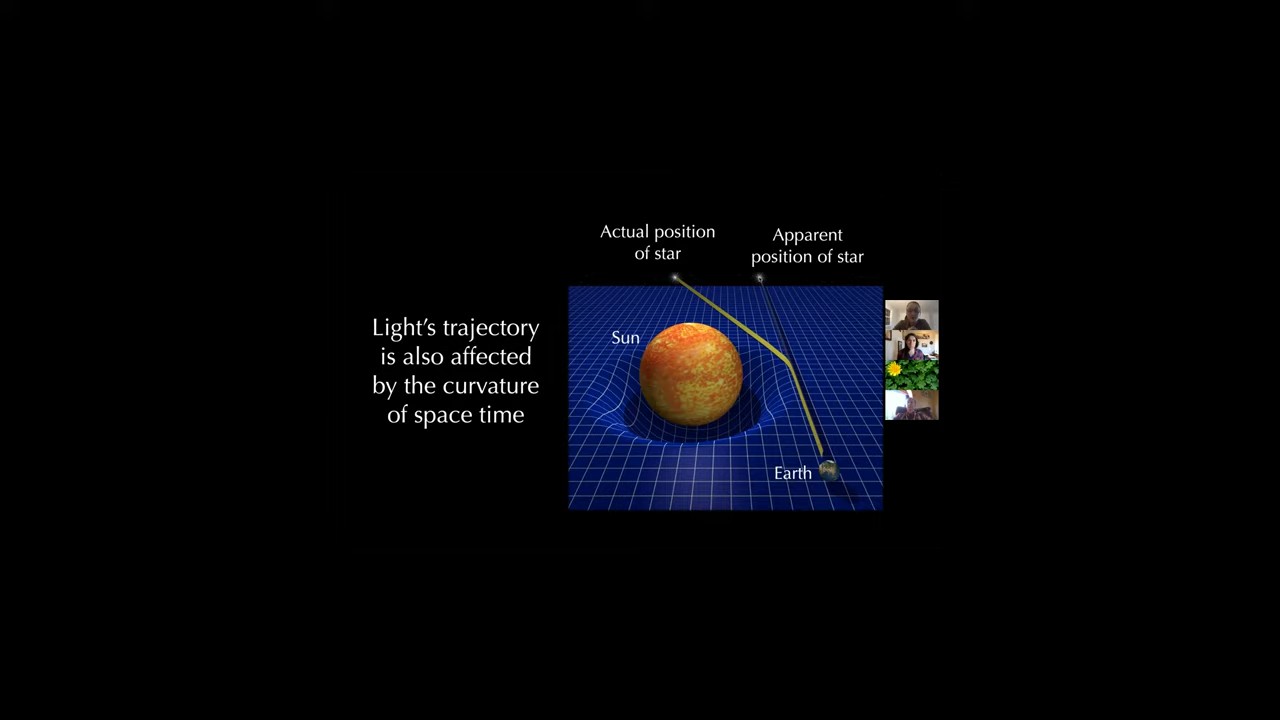 Light's trajectory
is also affected
by the curvature
of space time
Actual position
of star
Apparent
position of star
Sun
Earth